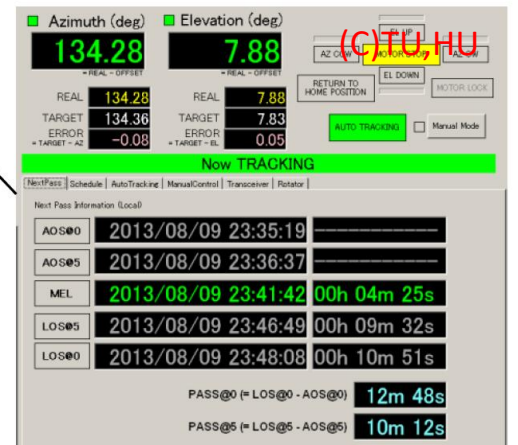 Azimuth (deg) Elevation (deg)
134.28 7.88
= REAL - OFFSET = REAL - OFFSET
REAL 134.28 REAL 7.88
TARGET 134.36 TARGET 7.83
ERROR -0.08 ERROR 0.05
= TARGET - AZ = TARGET - EL
(C)TU,HU
EL UP
AZ CCW MOTOR STOP AZ CW
EL DOWN
RETURN TO
HOME POSITION
MOTOR LOCK
AUTO TRACKING Manual Mode
Now TRACKING
NextPass Schedule AutoTracking ManualControl Transceiver Rotator
Next Pass Information (Local)
AOS@0 2013/08/09 23:35:19 -----------
AOS@5 2013/08/09 23:36:37 -----------
MEL 2013/08/09 23:41:42 00h 04m 25s
LOS@5 2013/08/09 23:46:49 00h 09m 32s
LOS@0 2013/08/09 23:48:08 00h 10m 51s
PASS@0 (= LOS@0 - AOS@0) 12m 48s
PASS@5 (= LOS@5 - AOS@5) 10m 12s